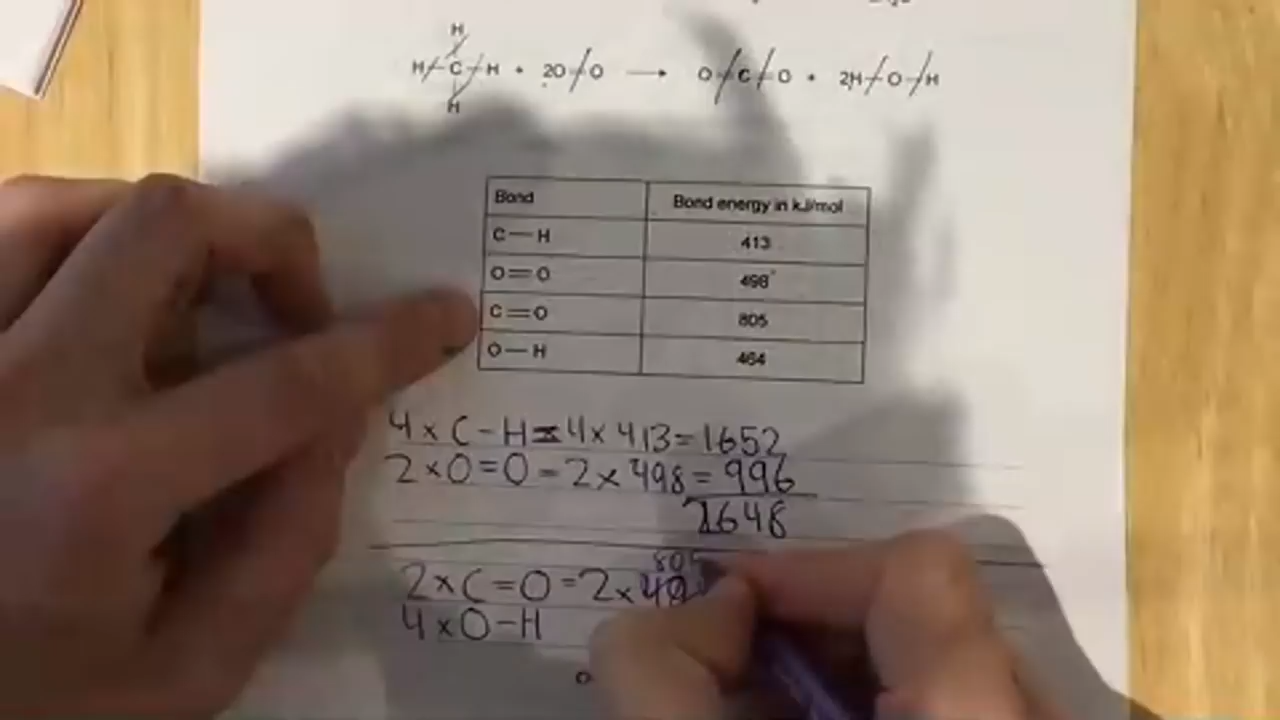 H
H C H + 2O O → O C O + 2H O H
H
Bond Bond energy in kJ/mol
C — H 413
O = O 498
C = O 805
O — H 464
4 × C - H = 4 × 413 = 1652
2 × O = O - 2 × 498 = 996
2648
805
2 × C = O = 2 ×
4 × O - H
O